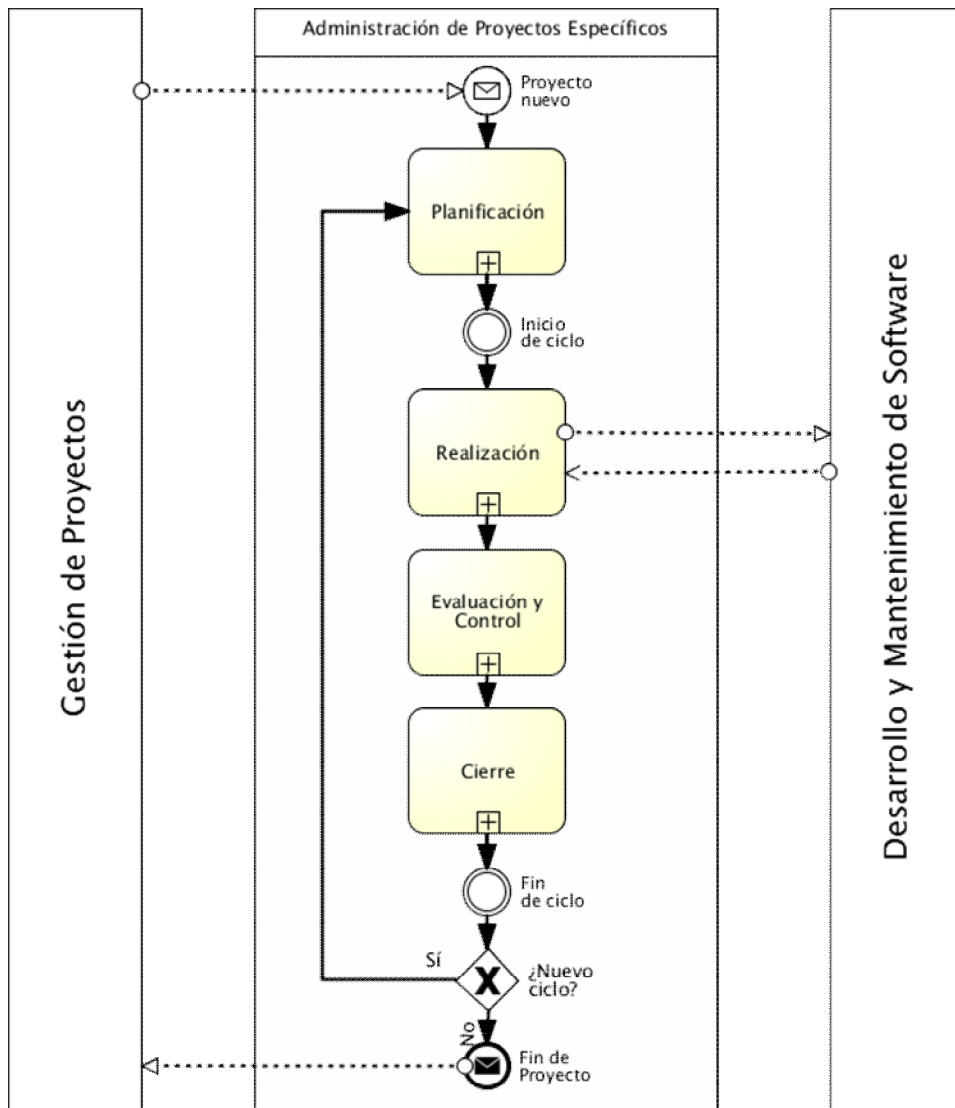 Administración de Proyectos Específicos
Proyecto
nuevo
Planificación
Inicio
de ciclo
Realización
Evaluación y
Control
Cierre
Fin
de ciclo
Sí
¿Nuevo
ciclo?
No
Fin de
Proyecto
Gestión de Proyectos
Desarrollo y Mantenimiento de Software